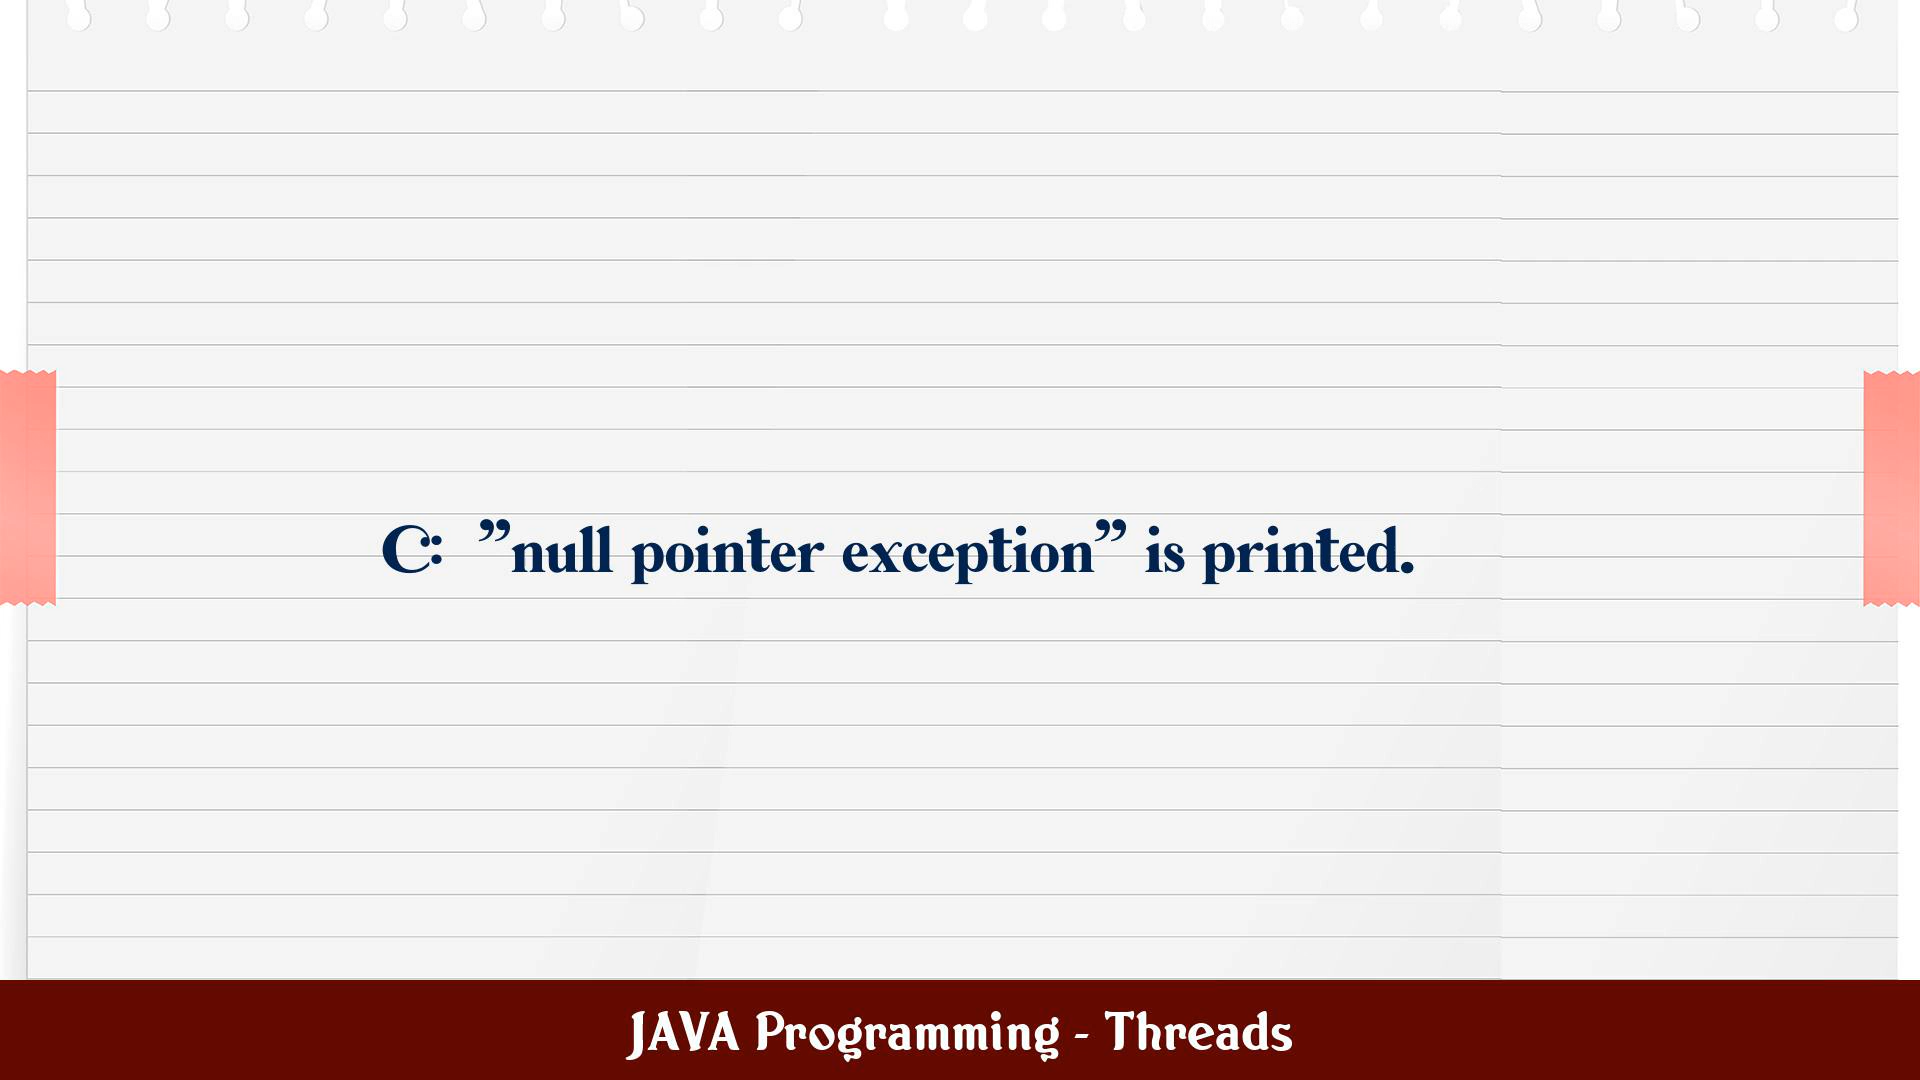 C: ”null pointer exception” is printed.
JAVA Programming - Threads